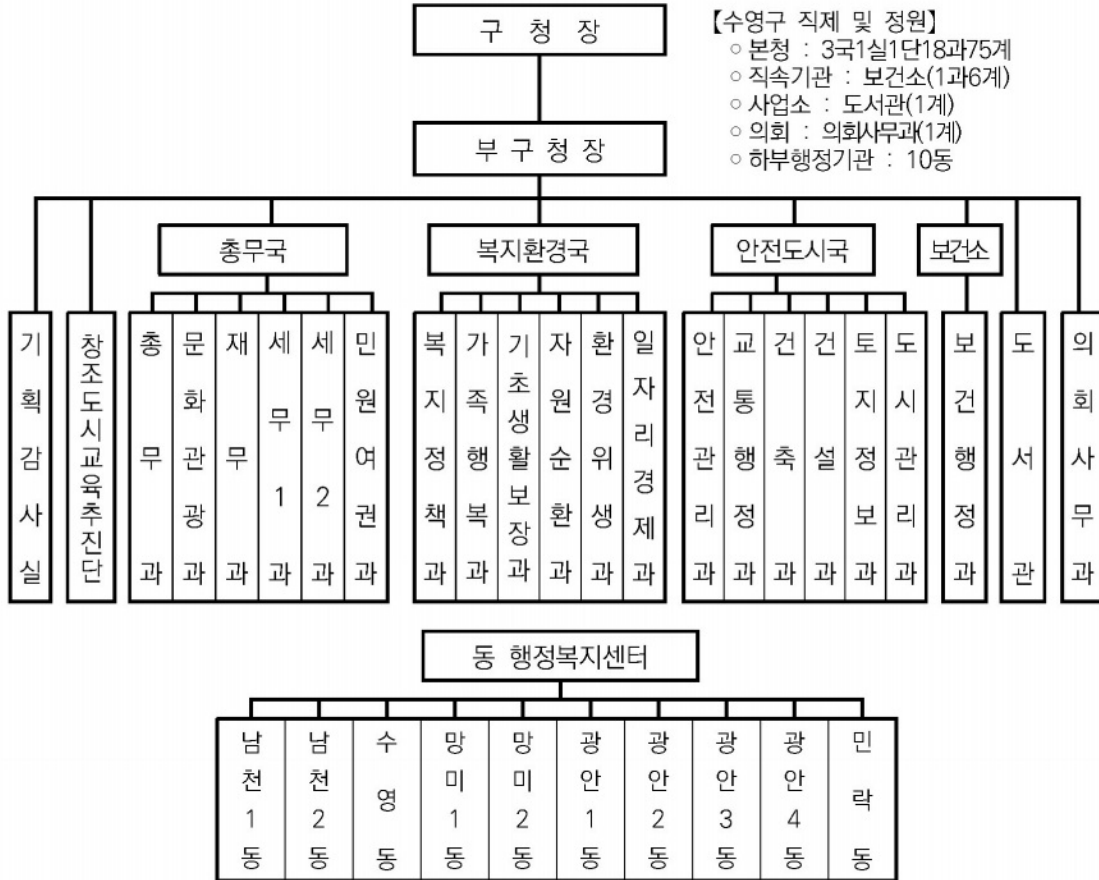 구 청 장
【수영구 직제 및 정원】
○ 본청 : 3국1실1단18과75계
○ 직속기관 : 보건소(1과6계)
○ 사업소 : 도서관(1계)
○ 의회 : 의회사무과(1계)
○ 하부행정기관 : 10동
부 구 청 장
총무국
복지환경국
안전도시국
보건소
기획감사실
창조도시교육추진단
총무과
문화관광과
재무과
세무1과
세무2과
민원여권과
복지정책과
가족행복과
기초생활보장과
자원순환과
환경위생과
일자리경제과
안전관리과
교통행정과
건축과
건설과
토지정보과
도시관리과
보건행정과
도서관
의회사무과
동 행정복지센터
남천1동
남천2동
수영동
망미1동
망미2동
광안1동
광안2동
광안3동
광안4동
민락동